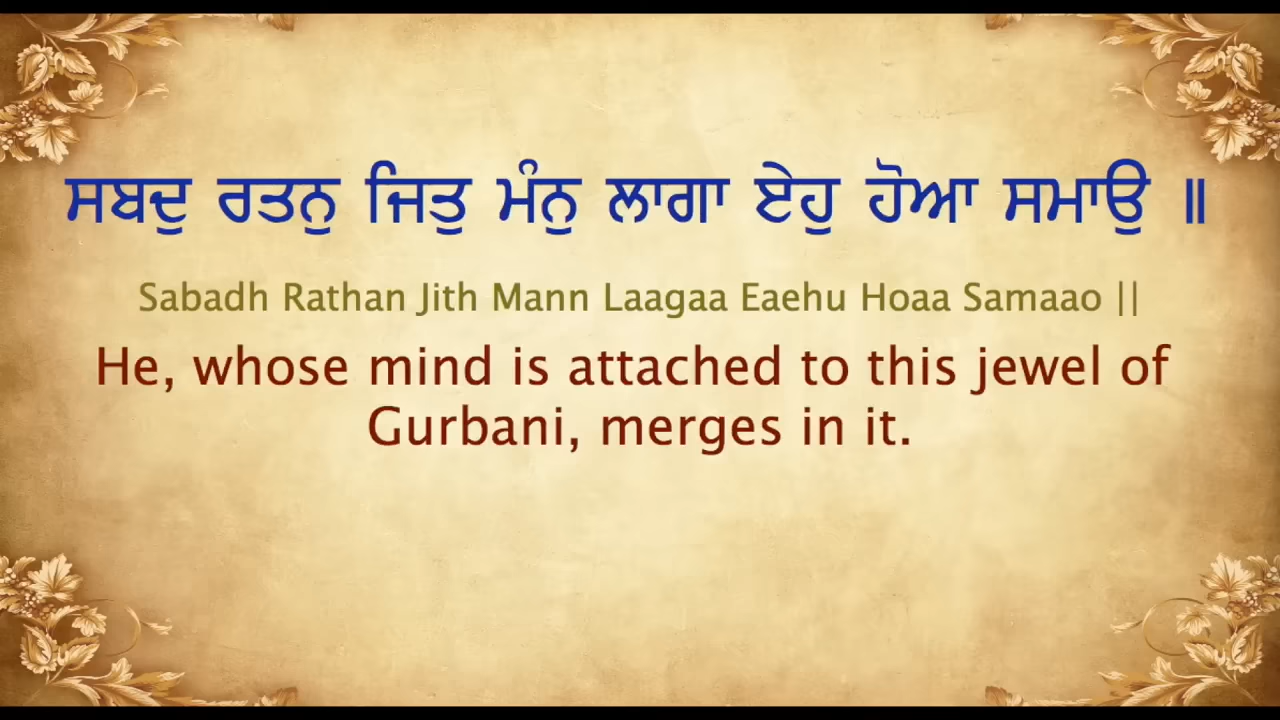 ਸਬਦੁ ਰਤਨੁ ਜਿਤੁ ਮੰਨੁ ਲਾਗਾ ਏਹੁ ਹੋਆ ਸਮਾਉ ॥
Sabadh Rathan Jith Mann Laagaa Eaehu Hoaa Samaao ||
He, whose mind is attached to this jewel of
Gurbani, merges in it.